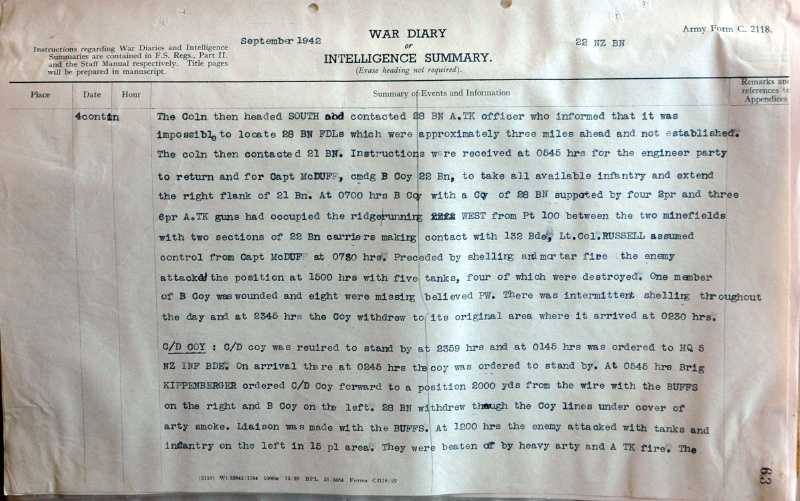 WAR DIARY
or
INTELLIGENCE SUMMARY.
(Erase heading not required).
Army Form C. 2118.
Instructions regarding War Diaries and Intelligence
Summaries are contained in F.S. Regs., Part II.
and the Staff Manual respectively. Title pages
will be prepared in manuscript.
September 1942
22 NZ BN
Place Date Hour Summary of Events and Information Remarks and
references to
Appendices
4contin The Coln then headed SOUTH and contacted 28 BN A.TK officer who informed that it was
impossible to locate 28 BN FDLs which were approximately three miles ahead and not established.
The coln then contacted 21 BN. Instructions were received at 0545 hrs for the engineer party
to return and for Capt McDUFF, omdg B Coy 22 Bn, to take all available infantry and extend
the right flank of 21 Bn. At 0700 hrs B Coy with a Coy of 28 BN suppoted by four 2pr and three
6pr A.TK guns had occupied the ridge running WEST from Pt 100 between the two minefields
with two sections of 22 Bn carriers making contact with 132 Bde, Lt.Col.RUSSELL assumed
control from Capt McDUFF at 0730 hrs. Preceded by shelling and mortar fire the enemy
attacked the position at 1500 hrs with five tanks, four of which were destroyed. One member
of B Coy was wounded and eight were missing believed PW. There was intermittent shelling throughout
the day and at 2345 hrs the Coy withdrew to its original area where it arrived at 0230 hrs.
C/D COY : C/D coy was reuired to stand by at 2359 hrs and at 0145 hrs was ordered to HQ 5
NZ INF BDE. On arrival there at 0245 hrs the coy was ordered to stand by. At 0545 hrs Brig
KIPPENBERGER ordered C/D Coy forward to a position 2000 yds from the wire with the BUFFS
on the right and B Coy on the left. 28 BN withdrew though the Coy lines under cover of
arty smoke. Liaison was made with the BUFFS. At 1200 hrs the enemy attacked with tanks and
infantry on the left in 15 pl area. They were beaten of by heavy arty and A TK fire. The
63